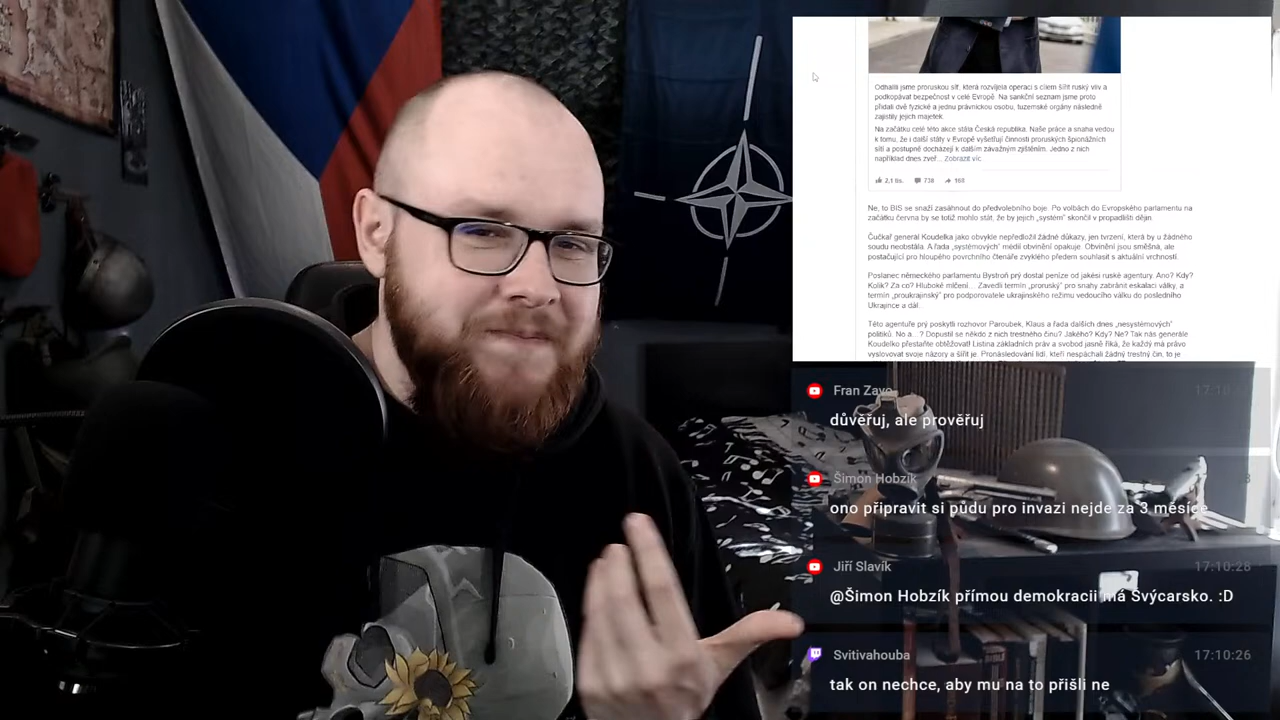 Odhalili jsme proruskou síť, která rozvíjela operaci s cílem šířit ruský vliv a
podkopávat bezpečnost v celé Evropě. Na sankční seznam jsme proto
přidali dvě fyzické a jednu právnickou osobu, tuzemské orgány následně
zajistily jejich majetek.
Na začátku celé této akce stála Česká republika. Naše práce a snaha vedou
k tomu, že i další státy v Evropě vyšetřují činnosti proruských špionážních
sítí a postupně docházejí k dalším závažným zjištěním. Jedno z nich
například dnes zveř... Zobrazit víc
2,1 tis. 738 168
Ne, to BIS se snaží zasáhnout do předvolebního boje. Po volbách do Evropského parlamentu na
začátku června by se totiž mohlo stát, že by jejich „systém" skončil v propadlišti dějin.
Čučkař generál Koudelka jako obvykle nepředložil žádné důkazy, jen tvrzení, která by u žádného
soudu neobstála. A řada „systémových" médií obvinění opakuje. Obvinění jsou směšná, ale
postačující pro hloupého povrchního čtenáře zvyklého předem souhlasit s aktuální vrchností.
Poslanec německého parlamentu Bystroň prý dostal peníze od jakési ruské agentury. Ano? Kdy?
Kolik? Za co? Hluboké mlčení… Zavedli termín „proruský" pro snahy zabránit eskalaci války, a
termín „proukrajinský" pro podporovatele ukrajinského režimu vedoucího válku do posledního
Ukrajince a dál.
Této agentuře prý poskytli rozhovor Paroubek, Klaus a řada dalších dnes „nesystémových"
politiků. No a…? Dopustil se někdo z nich trestného činu? Jakého? Kdy? Ne? Tak nás generále
Koudelko přestaňte obtěžovat! Listina základních práv a svobod jasně říká, že každý má právo
vyslovovat svoje názory a šířit je. Pronásledování lidí, kteří nespáchali žádný trestný čin, to je
Fran Zavo 17:10
důvěřuj, ale prověřuj
Šimon Hobzík
ono připravit si půdu pro invazi nejde za 3 měsíce
Jiří Slavík 17:10:28
@Šimon Hobzík přímou demokracii má Švýcarsko. :D
Svitivahouba 17:10:26
tak on nechce, aby mu na to přišli ne